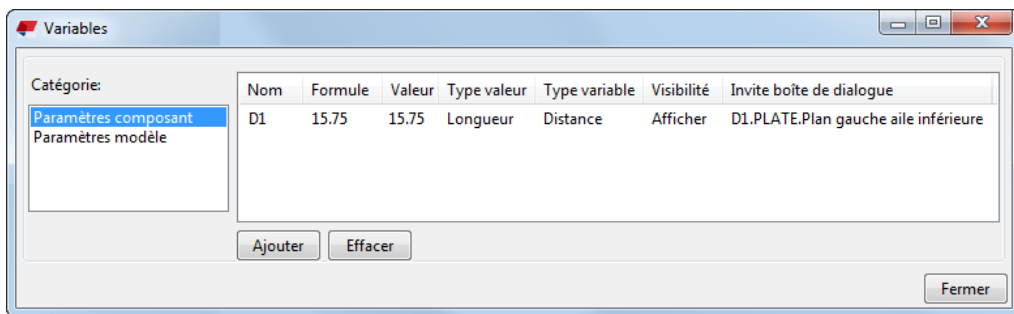 Variables
Catégorie:
Paramètres composant
Paramètres modèle
Nom Formule Valeur Type valeur Type variable Visibilité Invite boîte de dialogue
D1 15.75 15.75 Longueur Distance Afficher D1.PLATE.Plan gauche aile inférieure
Ajouter Effacer
Fermer